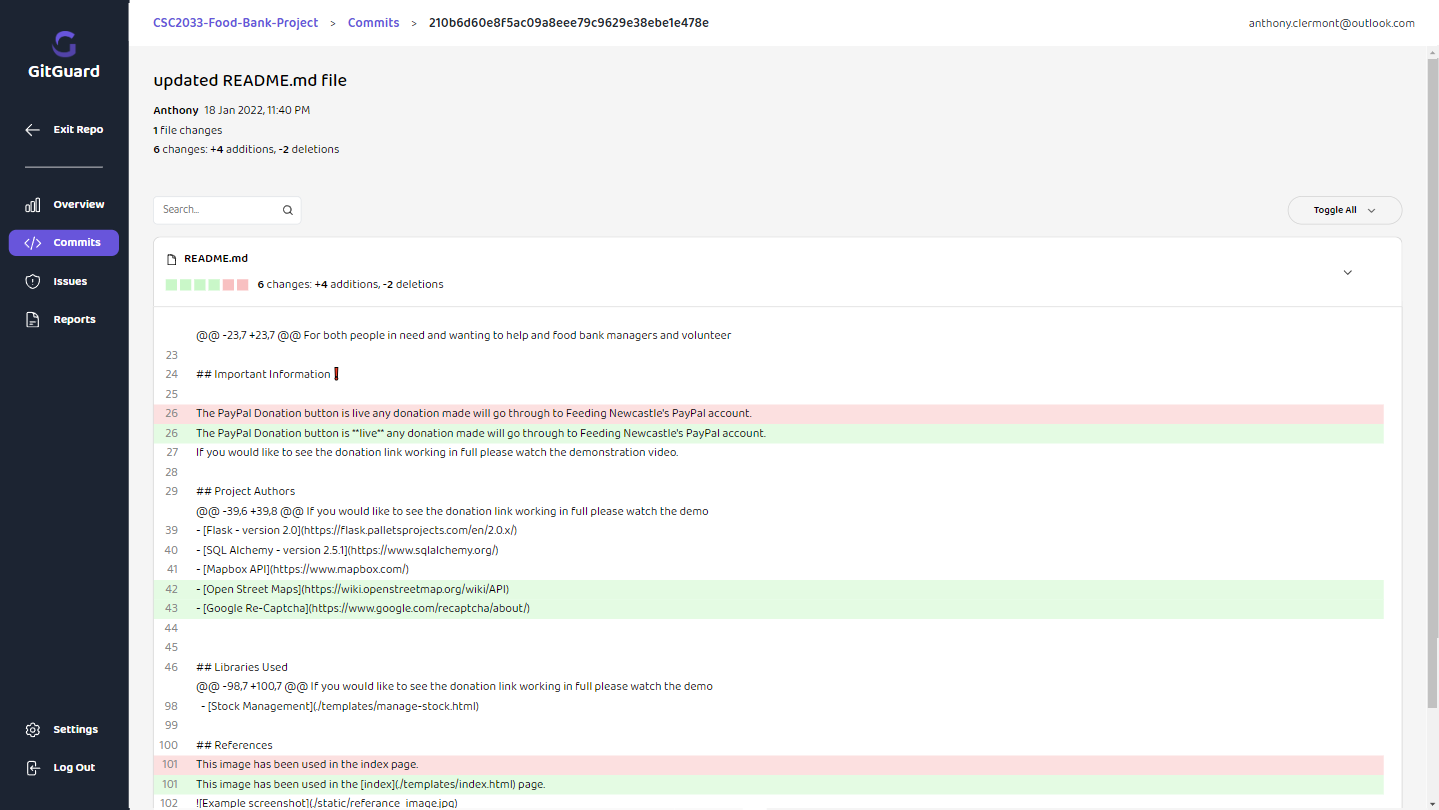 CSC2033-Food-Bank-Project > Commits > 210b6d60e8f5ac09a8eee79c9629e38ebe1e478e
anthony.clermont@outlook.com
GitGuard
Exit Repo
Overview
Commits
Issues
Reports
Settings
Log Out
updated README.md file
Anthony 18 Jan 2022, 11:40 PM
1 file changes
6 changes: +4 additions, -2 deletions
Search...
Toggle All
README.md
6 changes: +4 additions, -2 deletions
@@ -23,7 +23,7 @@ For both people in need and wanting to help and food bank managers and volunteer
23
24 ## Important Information ❗
25
26 The PayPal Donation button is live any donation made will go through to Feeding Newcastle's PayPal account.
26 The PayPal Donation button is **live** any donation made will go through to Feeding Newcastle's PayPal account.
27 If you would like to see the donation link working in full please watch the demonstration video.
28
29 ## Project Authors
@@ -39,6 +39,8 @@ If you would like to see the donation link working in full please watch the demo
39 - [Flask - version 2.0](https://flask.palletsprojects.com/en/2.0.x/)
40 - [SQL Alchemy - version 2.5.1](https://www.sqlalchemy.org/)
41 - [Mapbox API](https://www.mapbox.com/)
42 - [Open Street Maps](https://wiki.openstreetmap.org/wiki/API)
43 - [Google Re-Captcha](https://www.google.com/recaptcha/about/)
44
45
46 ## Libraries Used
@@ -98,7 +100,7 @@ If you would like to see the donation link working in full please watch the demo
98 - [Stock Management](./templates/manage-stock.html)
99
100 ## References
101 This image has been used in the index page.
101 This image has been used in the [index](./templates/index.html) page.
102 ![Example screenshot](./static/referance_image.jpg)